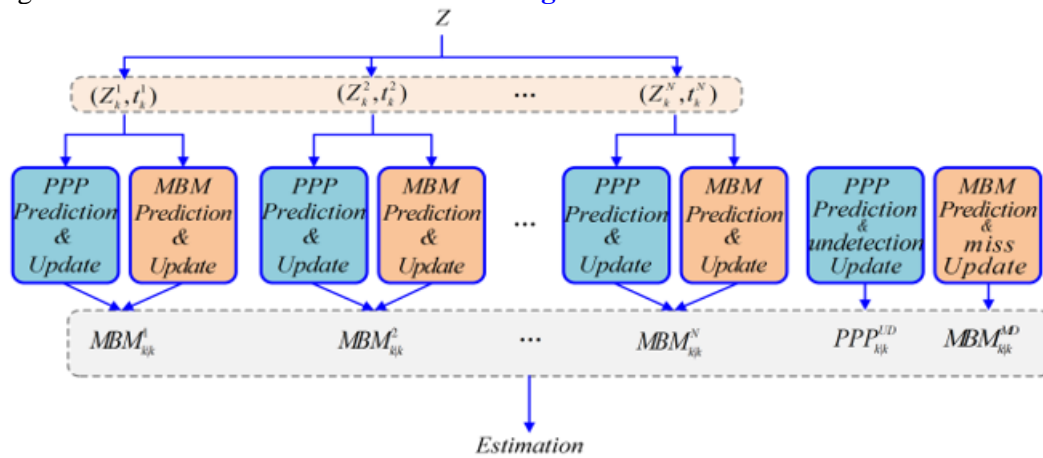 Z
(Z_k^1, t_k^1) (Z_k^2, t_k^2) ... (Z_k^N, t_k^N)
PPP MBM PPP MBM PPP MBM PPP MBM
Prediction Prediction Prediction Prediction ... Prediction Prediction Prediction Prediction
& & & & & & & &
Update Update Update Update Update Update undetection miss
Update Update
MBM_{k|k}^1 MBM_{k|k}^2 ... MBM_{k|k}^N PPP_{k|k}^{UD} MBM_{k|k}^{MD}
Estimation